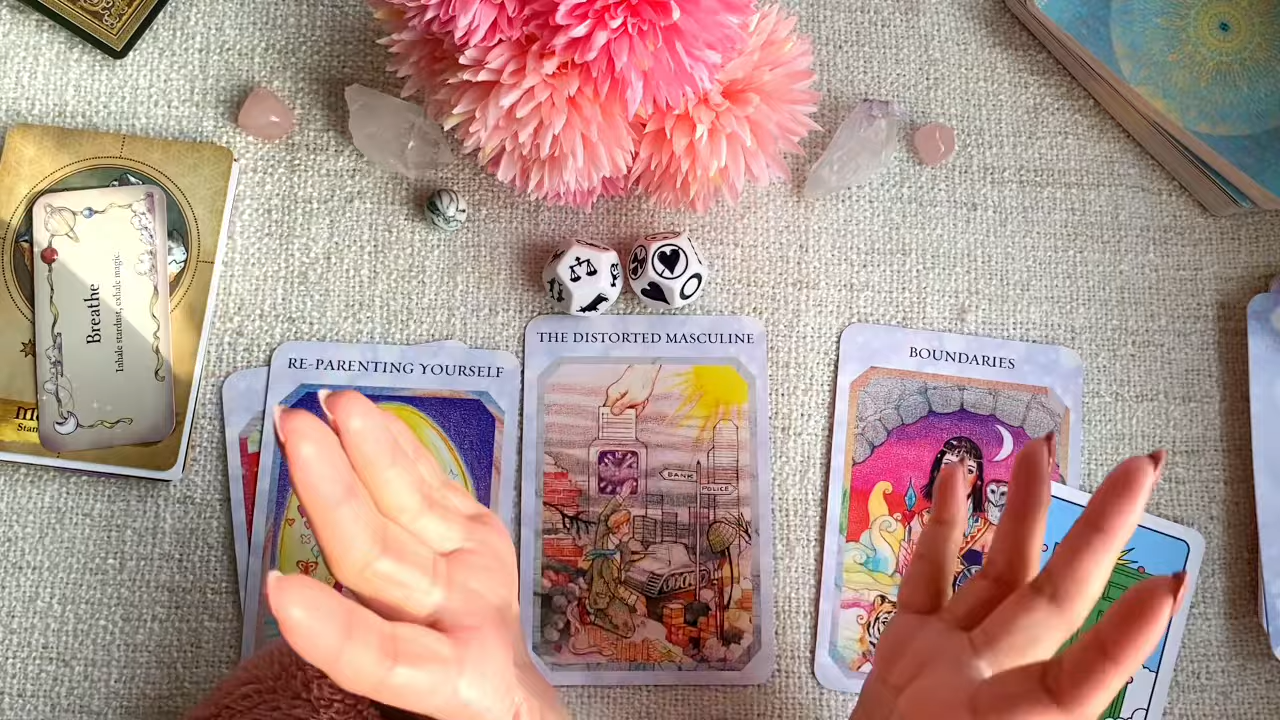 Breathe
Inhale stardust, exhale magic.
RE-PARENTING YOURSELF
THE DISTORTED MASCULINE
BANK
POLICE
BOUNDARIES